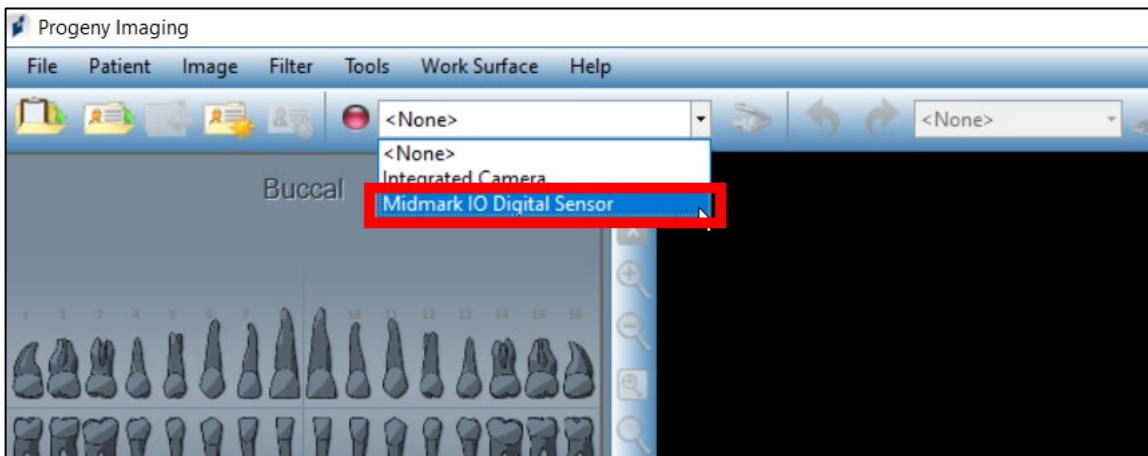 Progeny Imaging
File Patient Image Filter Tools Work Surface Help
<None> <None>
<None>
Integrated Camera
Midmark IO Digital Sensor
Buccal
1 2 3 4 5 6 7 8 9 10 11 12 13 14 15 16